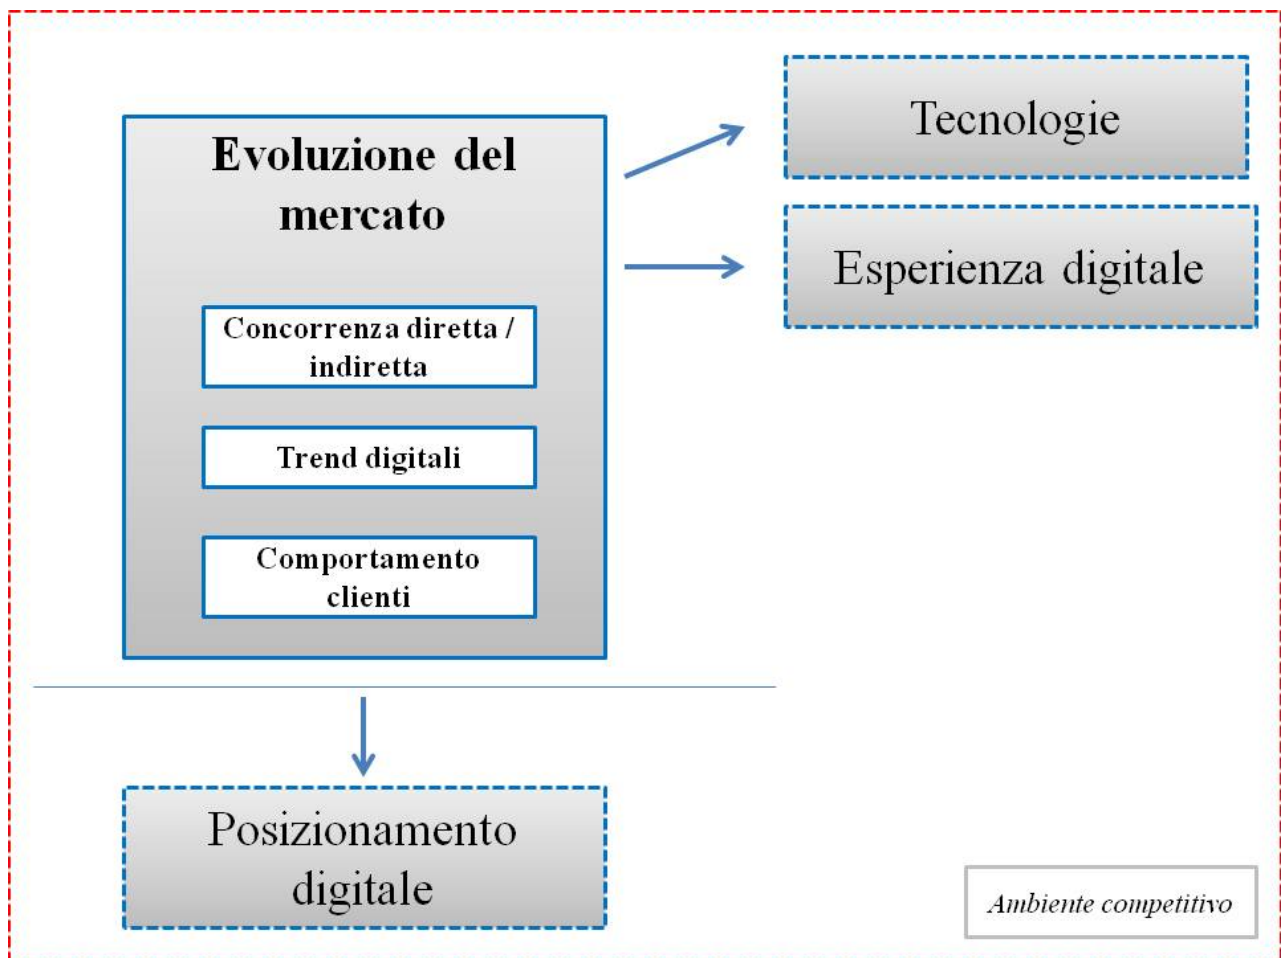 Evoluzione del
mercato
Concorrenza diretta /
indiretta
Trend digitali
Comportamento
clienti
Tecnologie
Esperienza digitale
Posizionamento
digitale
Ambiente competitivo